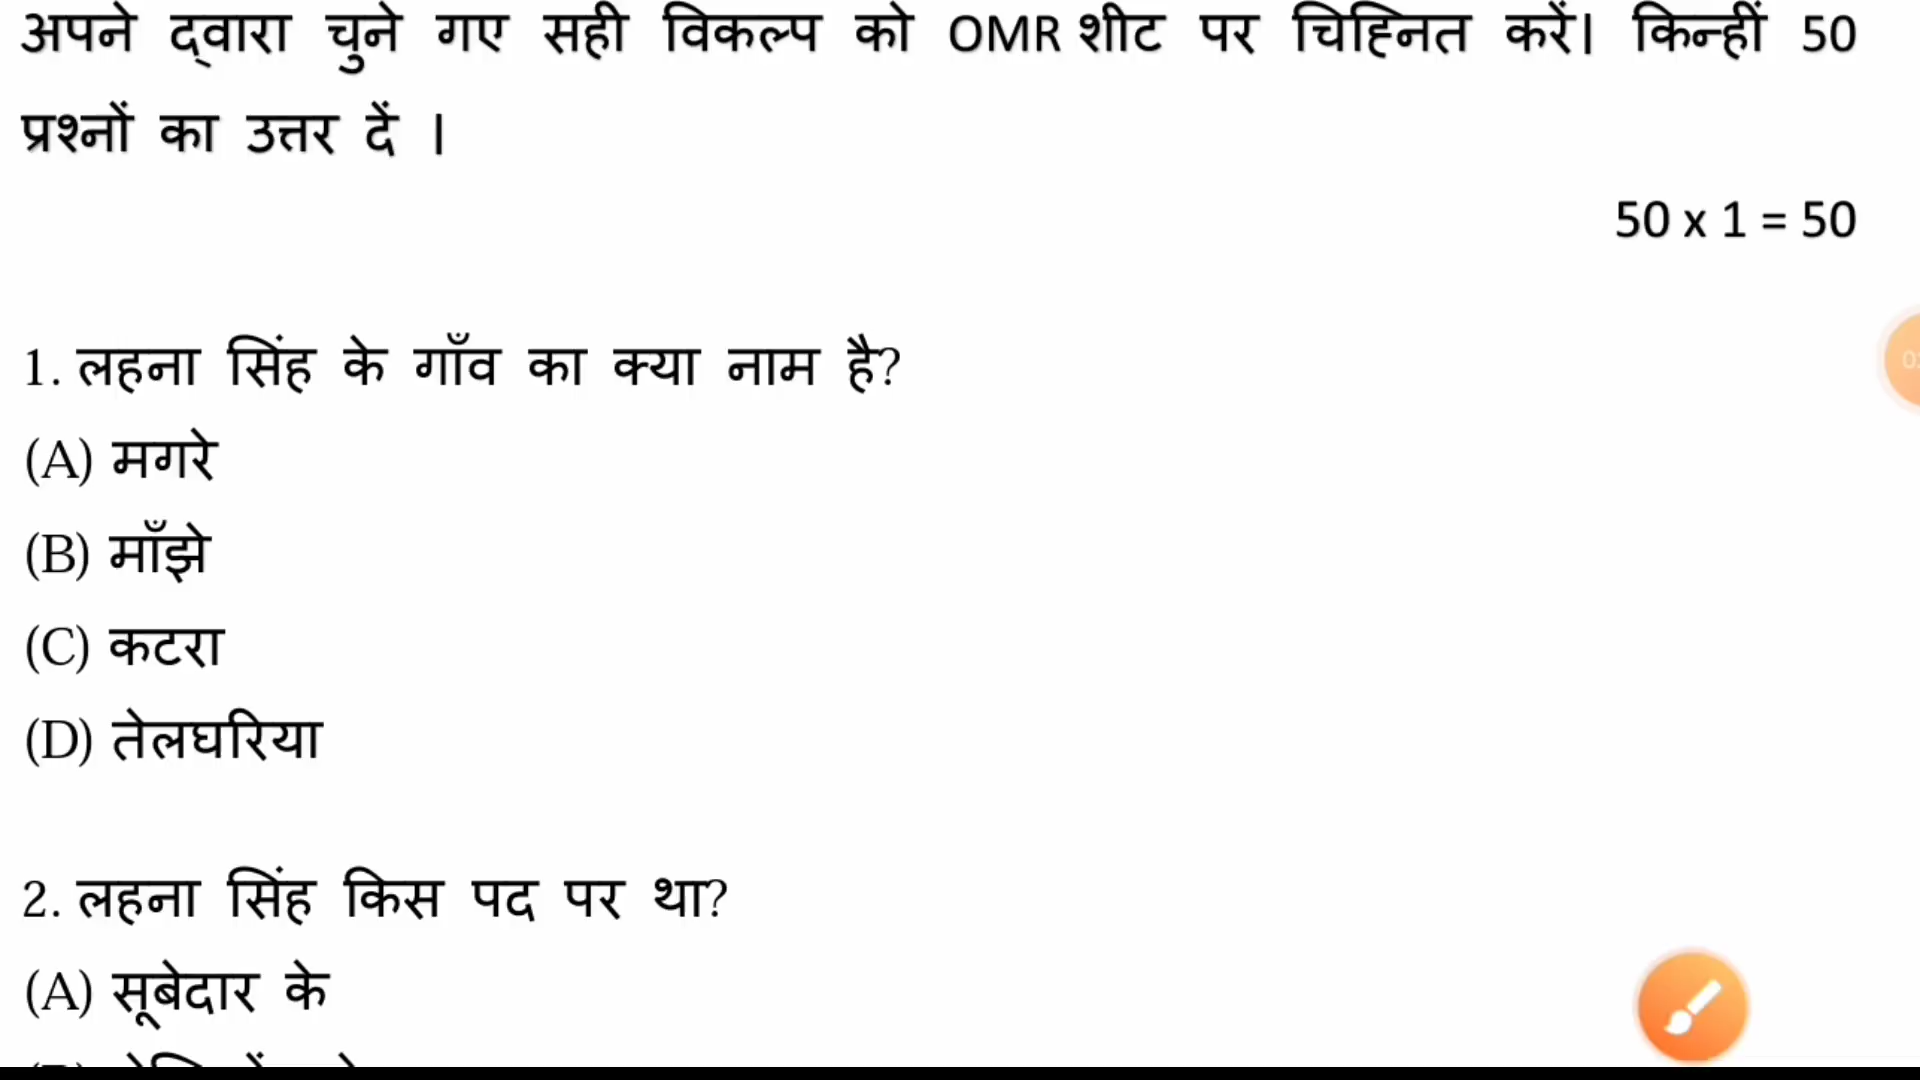 अपने द्वारा चुने गए सही विकल्प को OMR शीट पर चिह्नित करें। किन्हीं 50
प्रश्नों का उत्तर दें ।
50 x 1 = 50
1. लहना सिंह के गाँव का क्या नाम है?
(A) मगरे
(B) माँझे
(C) कटरा
(D) तेलघरिया
2. लहना सिंह किस पद पर था?
(A) सूबेदार के